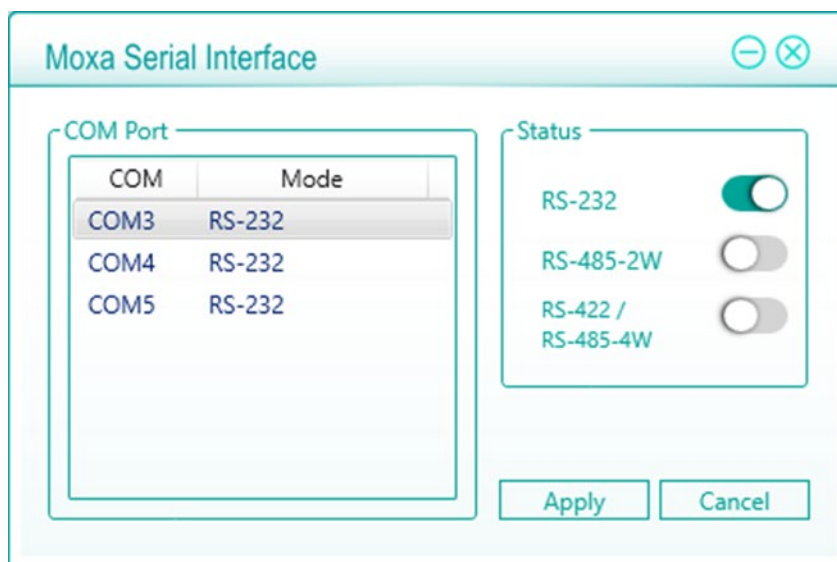 Moxa Serial Interface
COM Port
COM Mode
COM3 RS-232
COM4 RS-232
COM5 RS-232
Status
RS-232
RS-485-2W
RS-422 /
RS-485-4W
Apply Cancel